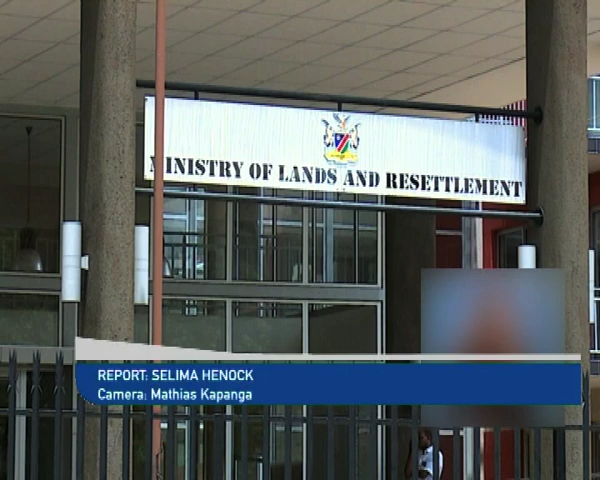 MINISTRY OF LANDS AND RESETTLEMENT
REPORT: SELIMA HENOCK
Camera: Mathias Kapanga